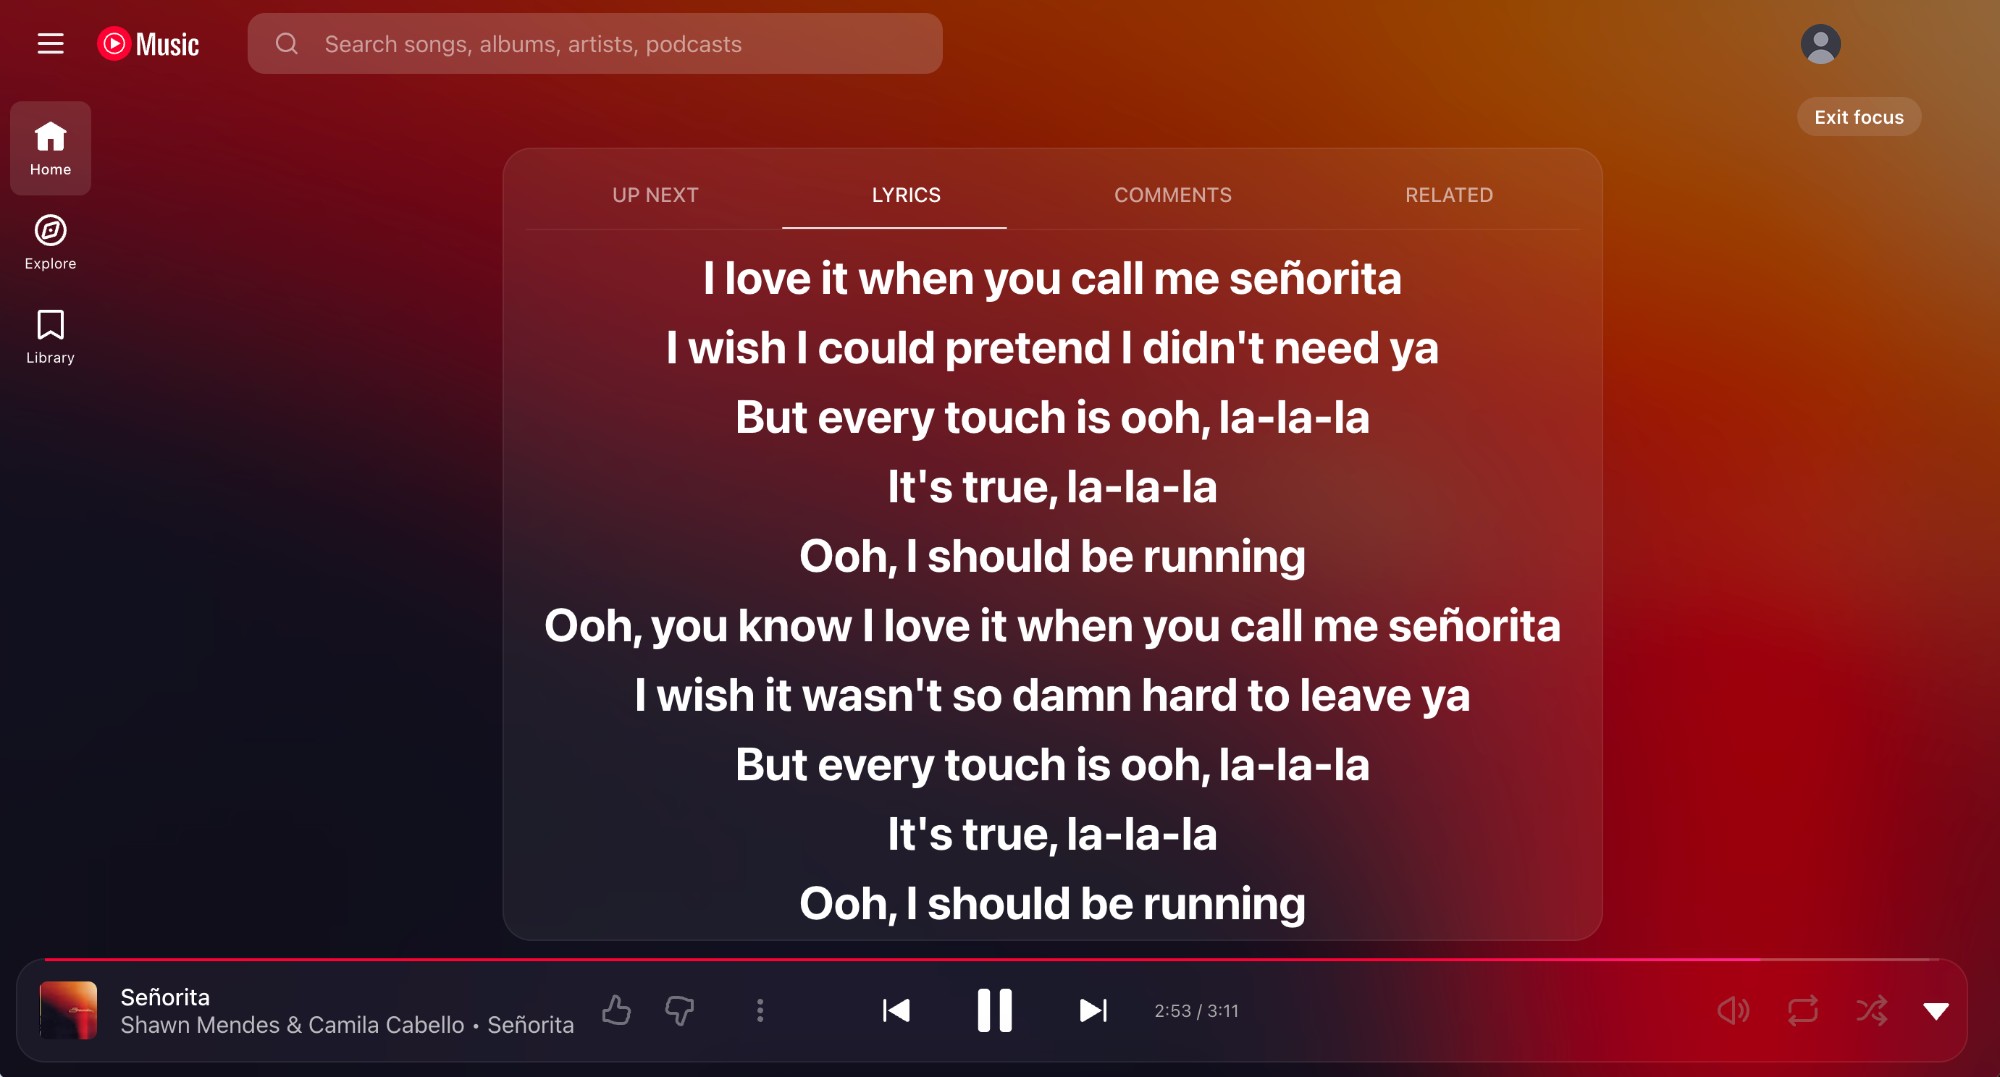 Music
Search songs, albums, artists, podcasts
Exit focus
Home
Explore
Library
UP NEXT
LYRICS
COMMENTS
RELATED
I love it when you call me señorita
I wish I could pretend I didn't need ya
But every touch is ooh, la-la-la
It's true, la-la-la
Ooh, I should be running
Ooh, you know I love it when you call me señorita
I wish it wasn't so damn hard to leave ya
But every touch is ooh, la-la-la
It's true, la-la-la
Ooh, I should be running
Señorita
Shawn Mendes & Camila Cabello • Señorita
2:53 / 3:11